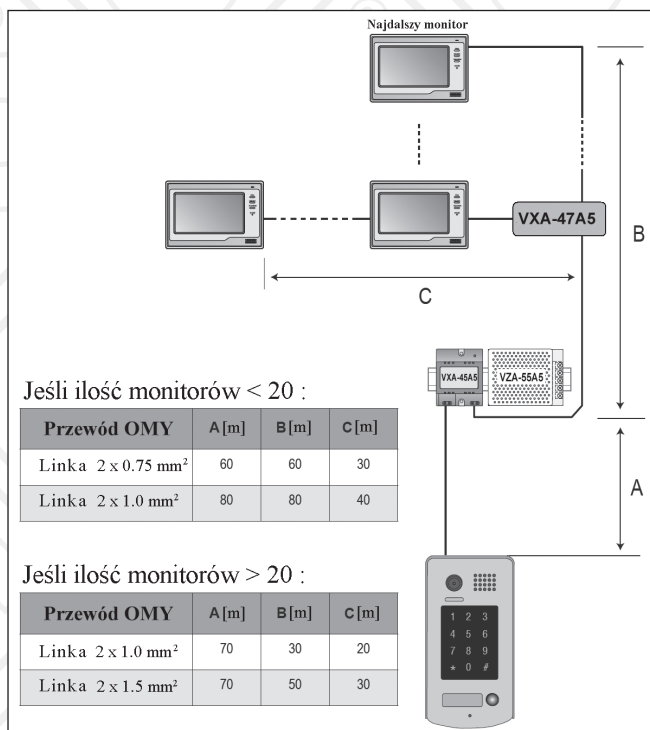 Najdalszy monitor
VXA-47A5
B
C
VXA-45A5
VZA-55A5
A
Jeśli ilość monitorów < 20 :
Przewód OMY A[m] B[m] C[m]
Linka 2 x 0.75 mm² 60 60 30
Linka 2 x 1.0 mm² 80 80 40
Jeśli ilość monitorów > 20 :
Przewód OMY A[m] B[m] C[m]
Linka 2 x 1.0 mm² 70 30 20
Linka 2 x 1.5 mm² 70 50 30
1 2 3
4 5 6
7 8 9
* 0 #